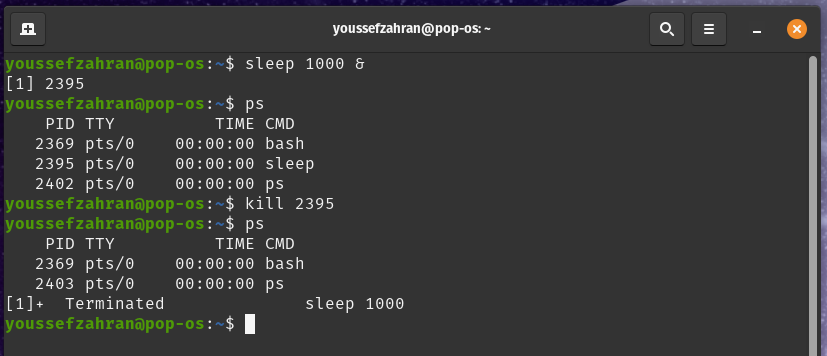 youssefzahran@pop-os: ~
youssefzahran@pop-os:~$ sleep 1000 &
[1] 2395
youssefzahran@pop-os:~$ ps
    PID TTY          TIME CMD
   2369 pts/0    00:00:00 bash
   2395 pts/0    00:00:00 sleep
   2402 pts/0    00:00:00 ps
youssefzahran@pop-os:~$ kill 2395
youssefzahran@pop-os:~$ ps
    PID TTY          TIME CMD
   2369 pts/0    00:00:00 bash
   2403 pts/0    00:00:00 ps
[1]+  Terminated              sleep 1000
youssefzahran@pop-os:~$